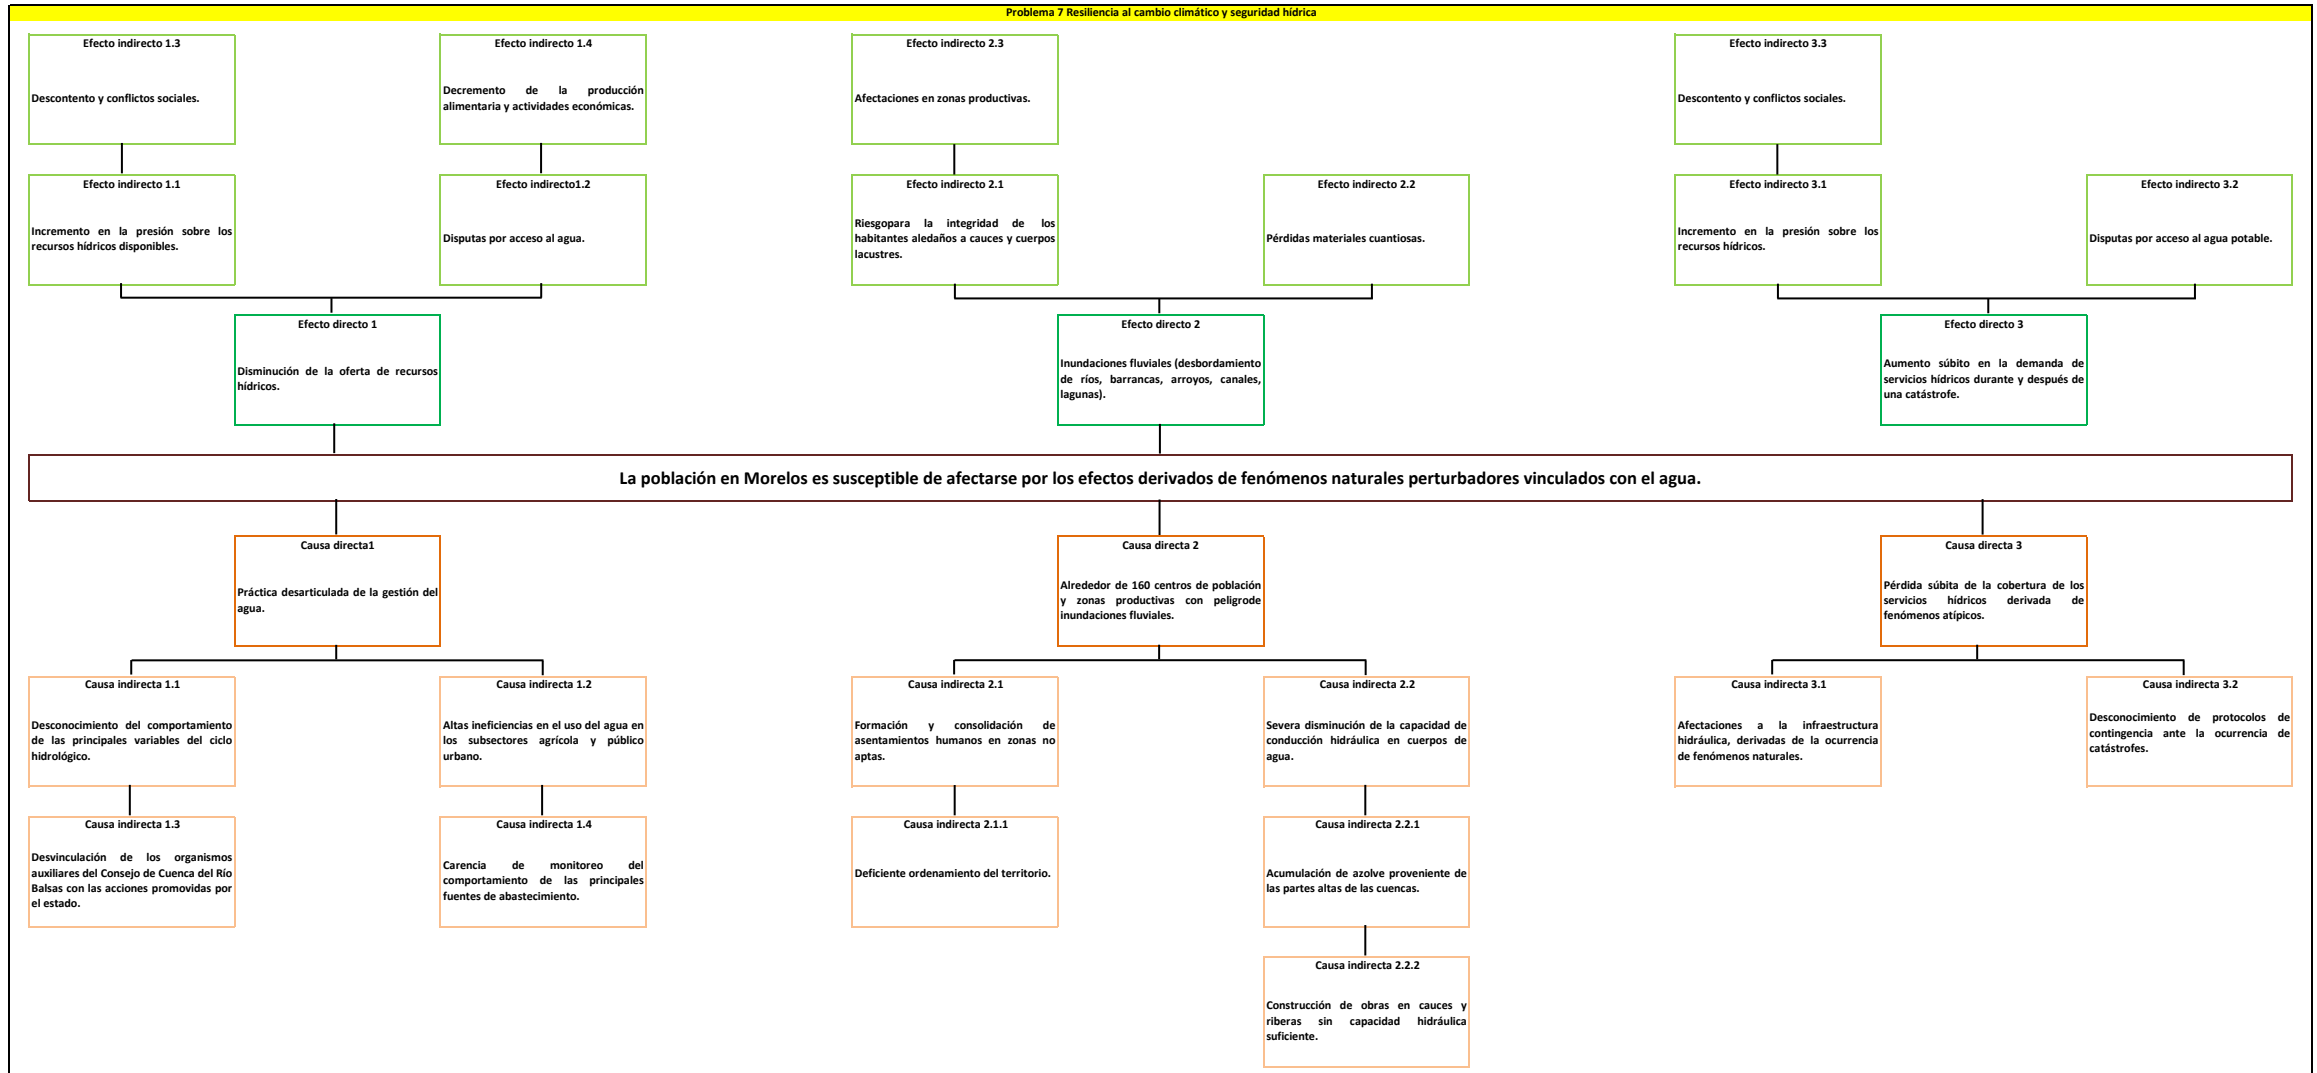 Problema 7 Resiliencia al cambio climático y seguridad hídrica
Efecto indirecto 1.3
Descontento y conflictos sociales.
Efecto indirecto 1.4
Decremento de la producción
alimentaria y actividades económicas.
Efecto indirecto 2.3
Afectaciones en zonas productivas.
Efecto indirecto 3.3
Descontento y conflictos sociales.
Efecto indirecto 1.1
Incremento en la presión sobre los
recursos hídricos disponibles.
Efecto indirecto1.2
Disputas por acceso al agua.
Efecto indirecto 2.1
Riesgopara la integridad de los
habitantes aledaños a cauces y cuerpos
lacustres.
Efecto indirecto 2.2
Pérdidas materiales cuantiosas.
Efecto indirecto 3.1
Incremento en la presión sobre los
recursos hídricos.
Efecto indirecto 3.2
Disputas por acceso al agua potable.
Efecto directo 1
Disminución de la oferta de recursos
hídricos.
Efecto directo 2
Inundaciones fluviales (desbordamiento
de ríos, barrancas, arroyos, canales,
lagunas).
Efecto directo 3
Aumento súbito en la demanda de
servicios hídricos durante y después de
una catástrofe.
La población en Morelos es susceptible de afectarse por los efectos derivados de fenómenos naturales perturbadores vinculados con el agua.
Causa directa1
Práctica desarticulada de la gestión del
agua.
Causa directa 2
Alrededor de 160 centros de población
y zonas productivas con peligrode
inundaciones fluviales.
Causa directa 3
Pérdida súbita de la cobertura de los
servicios hídricos derivada de
fenómenos atípicos.
Causa indirecta 1.1
Desconocimiento del comportamiento
de las principales variables del ciclo
hidrológico.
Causa indirecta 1.2
Altas ineficiencias en el uso del agua en
los subsectores agrícola y público
urbano.
Causa indirecta 2.1
Formación y consolidación de
asentamientos humanos en zonas no
aptas.
Causa indirecta 2.2
Severa disminución de la capacidad de
conducción hidráulica en cuerpos de
agua.
Causa indirecta 3.1
Afectaciones a la infraestructura
hidráulica, derivadas de la ocurrencia
de fenómenos naturales.
Causa indirecta 3.2
Desconocimiento de protocolos de
contingencia ante la ocurrencia de
catástrofes.
Causa indirecta 1.3
Desvinculación de los organismos
auxiliares del Consejo de Cuenca del Río
Balsas con las acciones promovidas por
el estado.
Causa indirecta 1.4
Carencia de monitoreo del
comportamiento de las principales
fuentes de abastecimiento.
Causa indirecta 2.1.1
Deficiente ordenamiento del territorio.
Causa indirecta 2.2.1
Acumulación de azolve proveniente de
las partes altas de las cuencas.
Causa indirecta 2.2.2
Construcción de obras en cauces y
riberas sin capacidad hidráulica
suficiente.